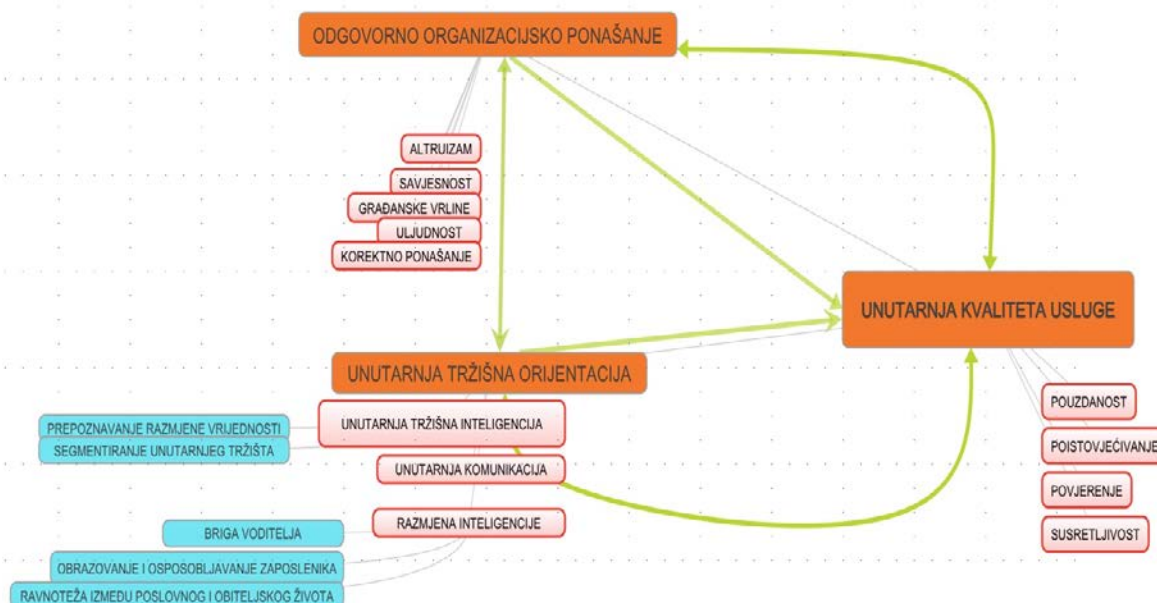 ODGOVORNO ORGANIZACIJSKO PONAŠANJE
ALTRUIZAM
SAVJESNOST
GRAĐANSKE VRLINE
ULJUDNOST
KOREKTNO PONAŠANJE
UNUTARNJA KVALITETA USLUGE
UNUTARNJA TRŽIŠNA ORIJENTACIJA
POUZDANOST
POISTOVJEĆIVANJE
POVJERENJE
SUSRETLJIVOST
UNUTARNJA TRŽIŠNA INTELIGENCIJA
PREPOZNAVANJE RAZMJENE VRIJEDNOSTI
SEGMENTIRANJE UNUTARNJEG TRŽIŠTA
UNUTARNJA KOMUNIKACIJA
RAZMJENA INTELIGENCIJE
BRIGA VODITELJA
OBRAZOVANJE I OSPOSOBLJAVANJE ZAPOSLENIKA
RAVNOTEŽA IZMEĐU POSLOVNOG I OBITELJSKOG ŽIVOTA